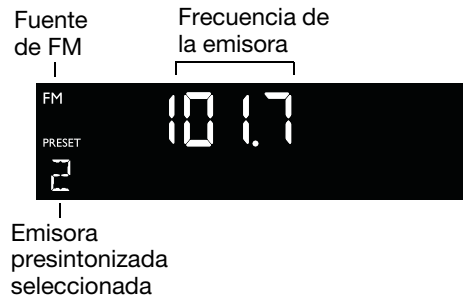 Fuente
de FM
Frecuencia de
la emisora
FM
101.7
PRESET
2
Emisora
presintonizada
seleccionada